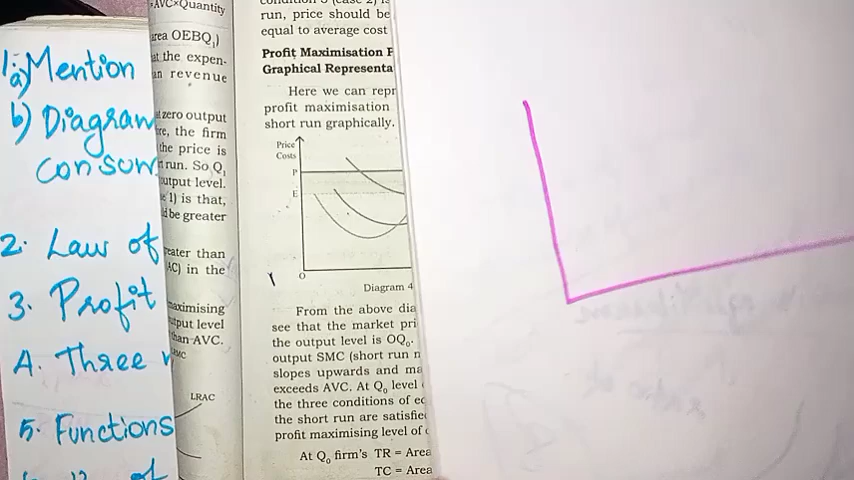 1. a) Mention
b) Diagram
Consum
2. Law of
3. Profit
4. Three
5. Functions
of
=AVC×Quantity
area OEBQ₁)
at the expen-
an revenue
at zero output
re, the firm
the price is
run. So Q₁
output level.
1) is that,
d be greater
eater than
AC) in the
maximising
tput level
than AVC.
LRAC
run, price should be
equal to average cost
Profit Maximisation
Graphical Representa
Here we can repr
profit maximisation
short run graphically.
Price
Costs
P
E
O
Diagram 4
From the above dia
see that the market pri
the output level is OQ₀.
output SMC (short run
slopes upwards and ma
exceeds AVC. At Q₀ level
the three conditions of eq
the short run are satisfie
profit maximising level of
At Q₀ firm's TR = Area
TC = Area